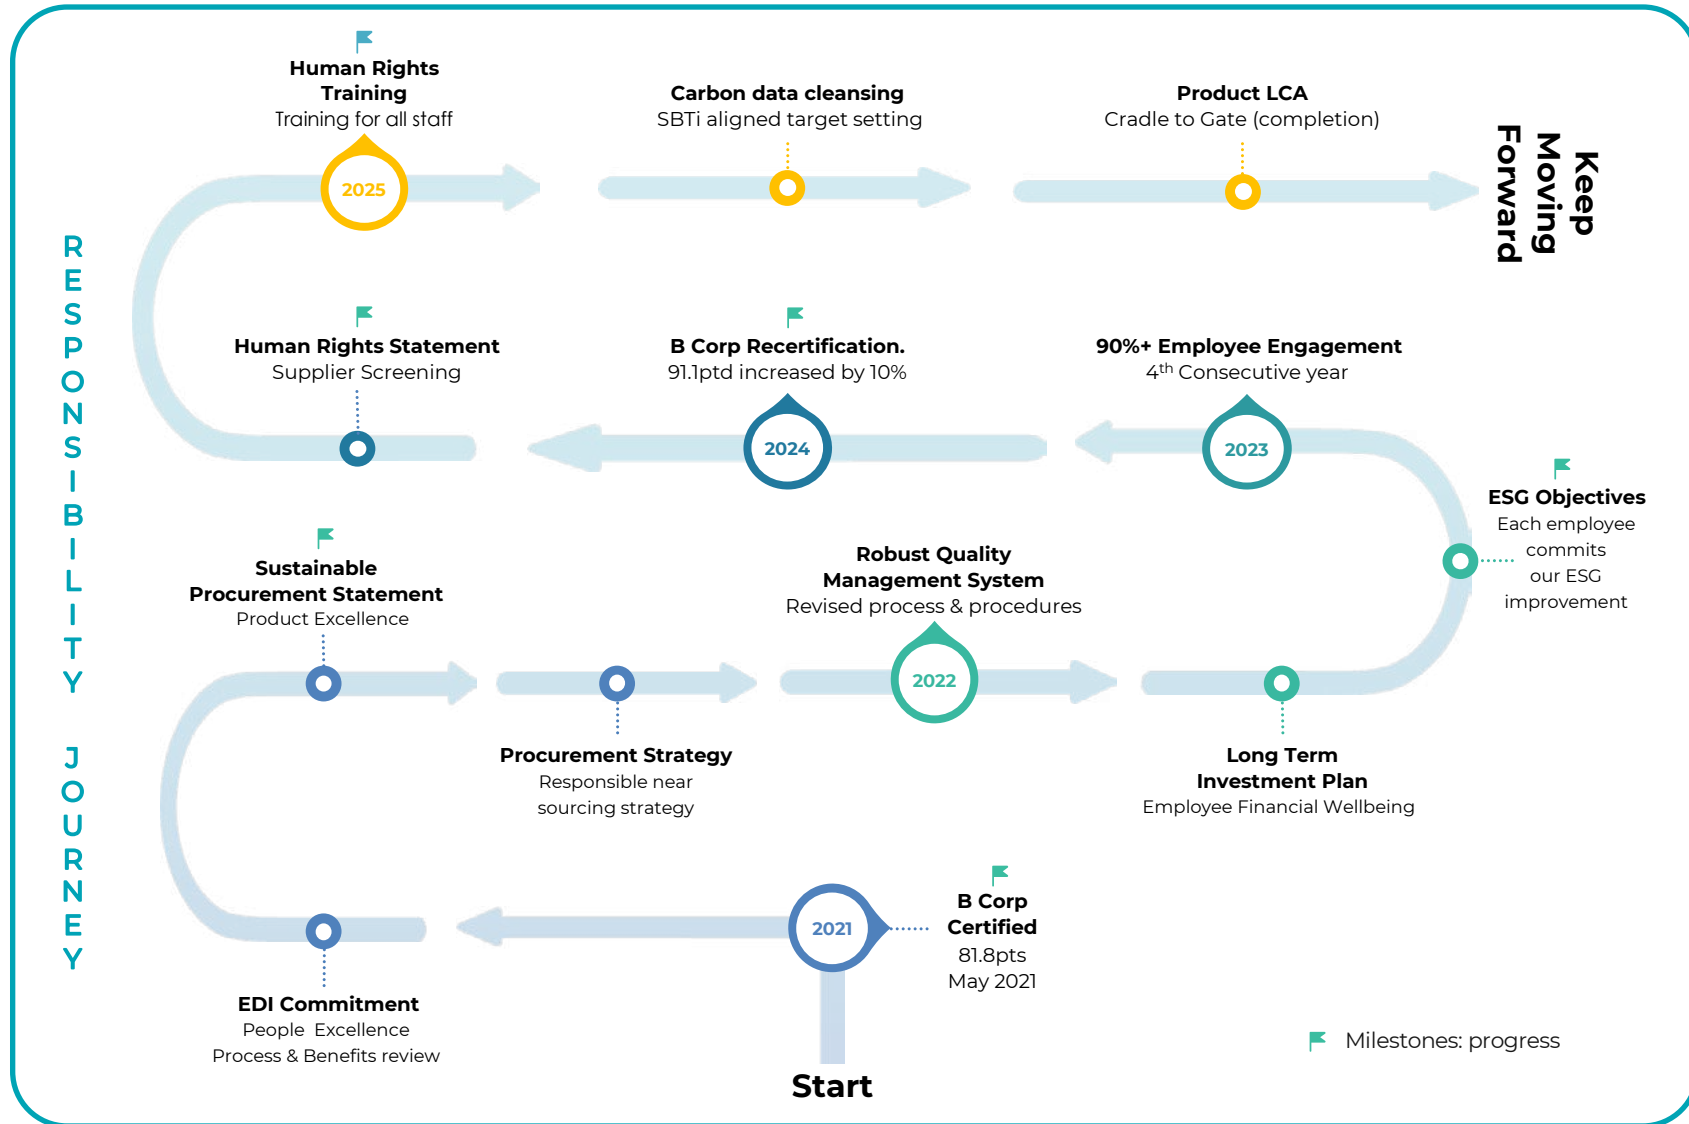 RESPONSIBILITY JOURNEY
Human Rights
Training
Training for all staff
2025
Carbon data cleansing
SBTi aligned target setting
Product LCA
Cradle to Gate (completion)
Keep
Moving
Forward
Human Rights Statement
Supplier Screening
B Corp Recertification.
91.1ptd increased by 10%
2024
90%+ Employee Engagement
4th Consecutive year
2023
ESG Objectives
Each employee
commits
our ESG
improvement
Sustainable
Procurement Statement
Product Excellence
Procurement Strategy
Responsible near
sourcing strategy
Robust Quality
Management System
Revised process & procedures
2022
Long Term
Investment Plan
Employee Financial Wellbeing
EDI Commitment
People Excellence
Process & Benefits review
2021
B Corp
Certified
81.8pts
May 2021
Start
Milestones: progress